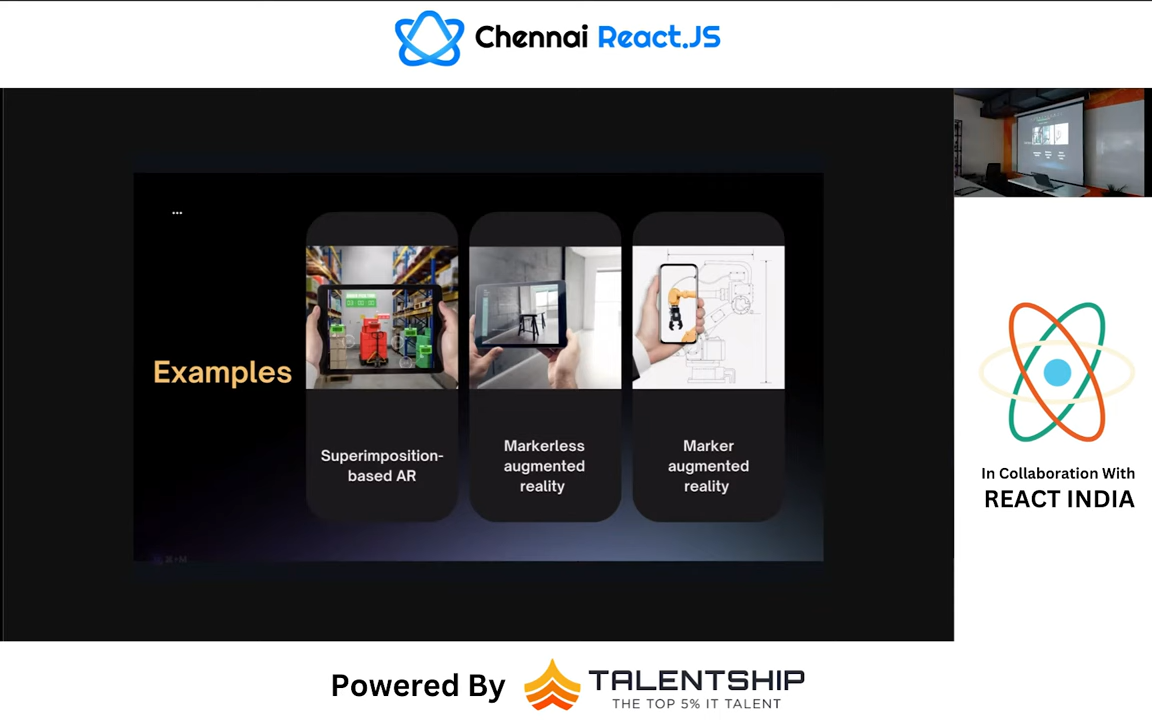 Chennai React.JS
...
Examples
Superimposition-
based AR
Markerless
augmented
reality
Marker
augmented
reality
In Collaboration With
REACT INDIA
Powered By
TALENTSHIP
THE TOP 5% IT TALENT